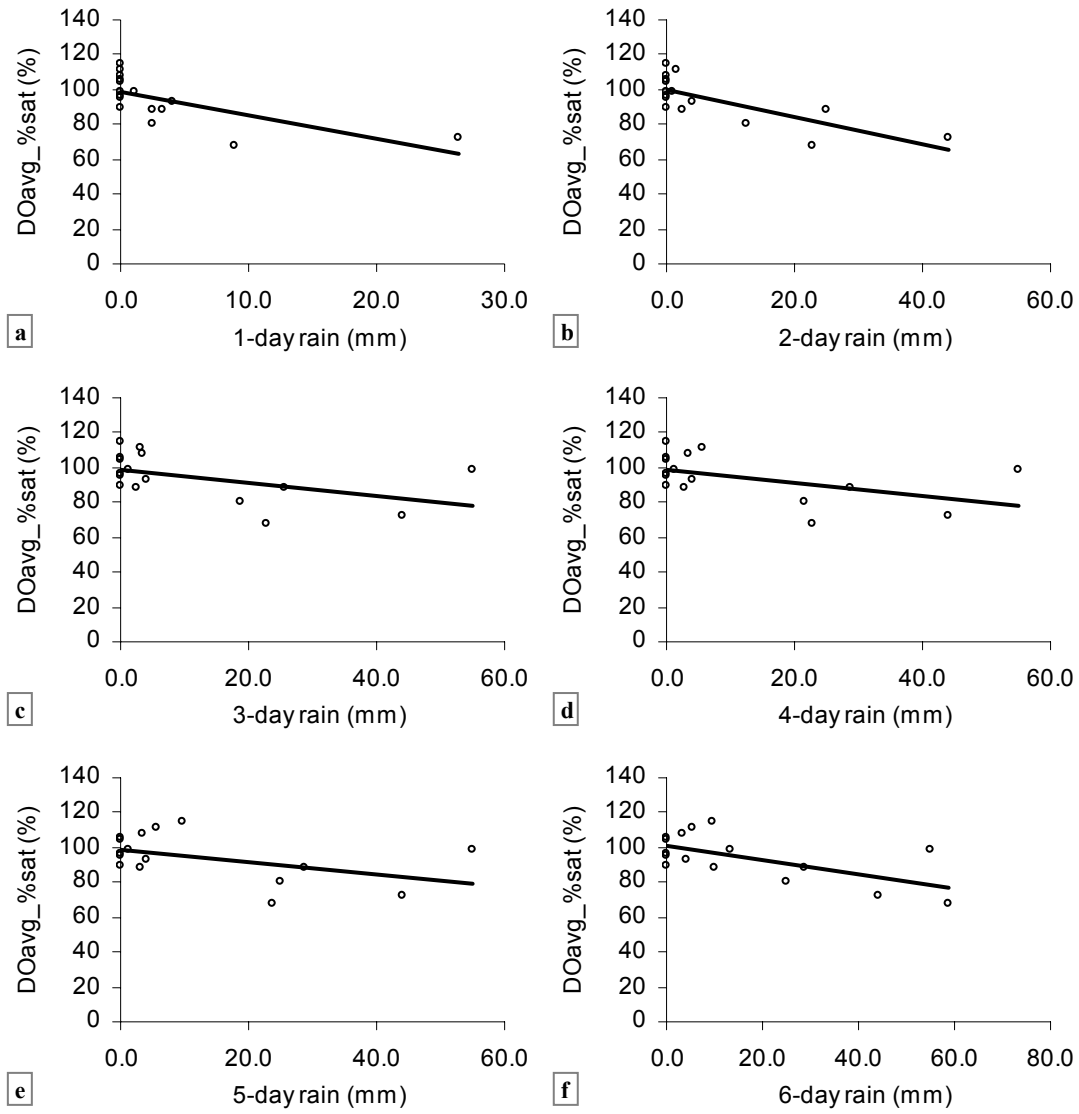 140
120
100
80
60
40
20
0
DOavg_%sat (%)
0.0 10.0 20.0 30.0
a
1-day rain (mm)
140
120
100
80
60
40
20
0
DOavg_%sat (%)
0.0 20.0 40.0 60.0
b
2-day rain (mm)
140
120
100
80
60
40
20
0
DOavg_%sat (%)
0.0 20.0 40.0 60.0
c
3-day rain (mm)
140
120
100
80
60
40
20
0
DOavg_%sat (%)
0.0 20.0 40.0 60.0
d
4-day rain (mm)
140
120
100
80
60
40
20
0
DOavg_%sat (%)
0.0 20.0 40.0 60.0
e
5-day rain (mm)
140
120
100
80
60
40
20
0
DOavg_%sat (%)
0.0 20.0 40.0 60.0 80.0
f
6-day rain (mm)